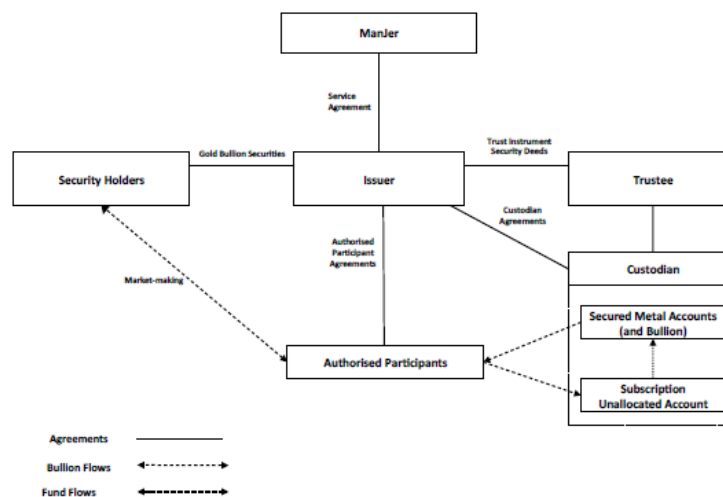 ManJer
Service
Agreement
Gold Bullion Securities
Trust Instrument
Security Deeds
Security Holders
Issuer
Trustee
Custodian
Agreements
Authorised
Participant
Agreements
Custodian
Market-making
Secured Metal Accounts
(and Bullion)
Authorised Participants
Subscription
Unallocated Account
Agreements
Bullion Flows
Fund Flows